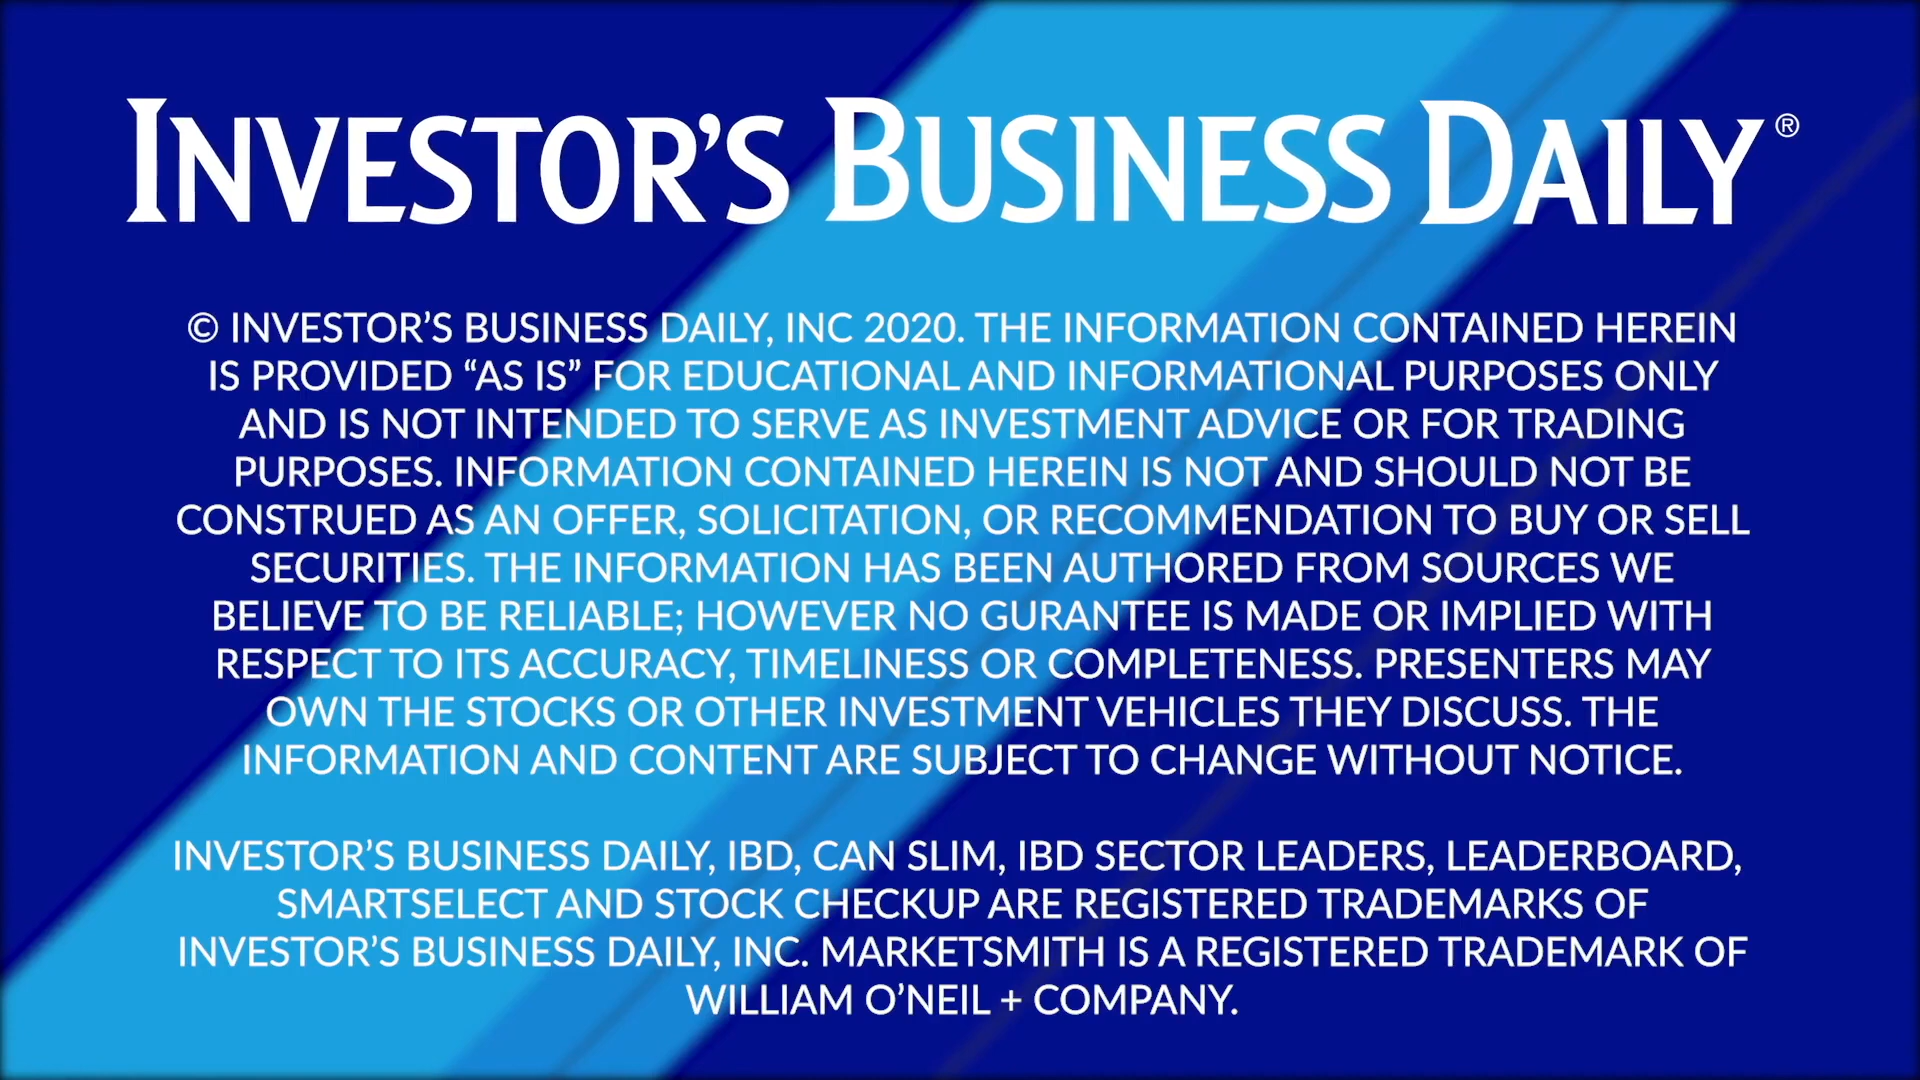 INVESTOR'S BUSINESS DAILY®
© INVESTOR’S BUSINESS DAILY, INC 2020. THE INFORMATION CONTAINED HEREIN
IS PROVIDED “AS IS” FOR EDUCATIONAL AND INFORMATIONAL PURPOSES ONLY
AND IS NOT INTENDED TO SERVE AS INVESTMENT ADVICE OR FOR TRADING
PURPOSES. INFORMATION CONTAINED HEREIN IS NOT AND SHOULD NOT BE
CONSTRUED AS AN OFFER, SOLICITATION, OR RECOMMENDATION TO BUY OR SELL
SECURITIES. THE INFORMATION HAS BEEN AUTHORED FROM SOURCES WE
BELIEVE TO BE RELIABLE; HOWEVER NO GURANTEE IS MADE OR IMPLIED WITH
RESPECT TO ITS ACCURACY, TIMELINESS OR COMPLETENESS. PRESENTERS MAY
OWN THE STOCKS OR OTHER INVESTMENT VEHICLES THEY DISCUSS. THE
INFORMATION AND CONTENT ARE SUBJECT TO CHANGE WITHOUT NOTICE.
INVESTOR’S BUSINESS DAILY, IBD, CAN SLIM, IBD SECTOR LEADERS, LEADERBOARD,
SMARTSELECT AND STOCK CHECKUP ARE REGISTERED TRADEMARKS OF
INVESTOR’S BUSINESS DAILY, INC. MARKETSMITH IS A REGISTERED TRADEMARK OF
WILLIAM O’NEIL + COMPANY.